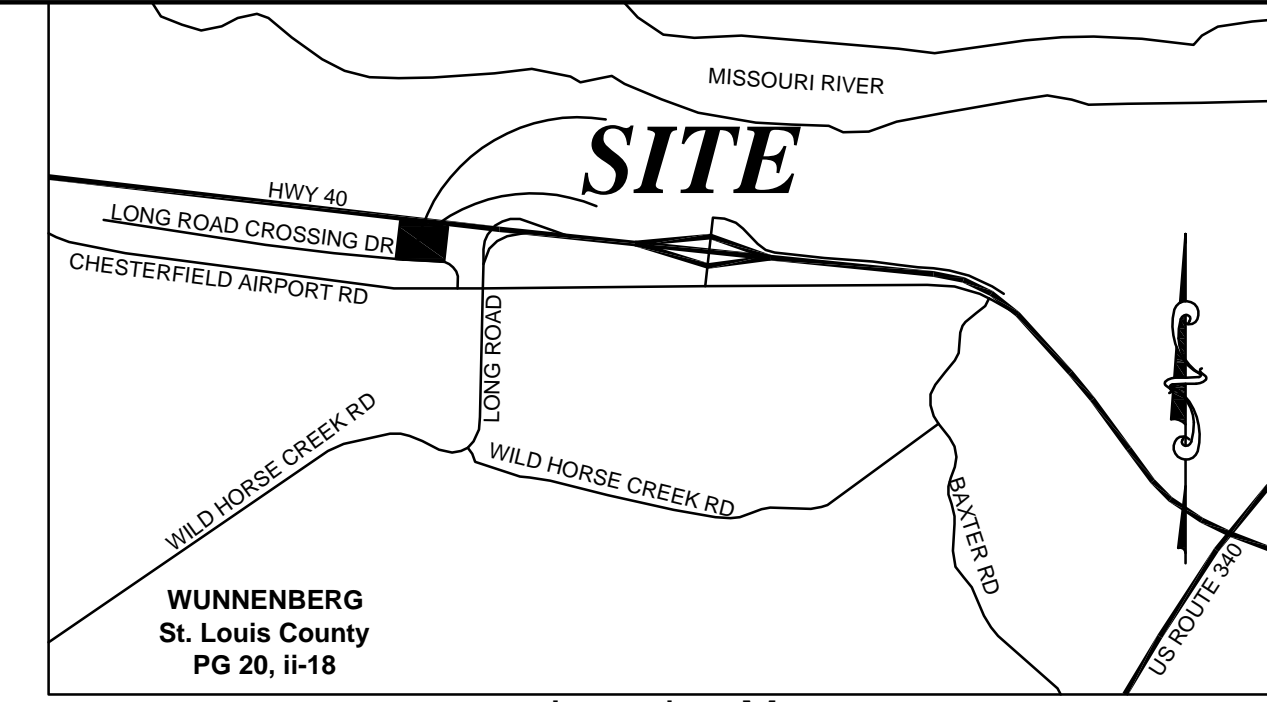 MISSOURI RIVER
SITE
HWY 40
LONG ROAD CROSSING DR
CHESTERFIELD AIRPORT RD
LONG ROAD
WILD HORSE CREEK RD
WILD HORSE CREEK RD
BAXTER RD
US ROUTE 340
WUNNENBERG
St. Louis County
PG 20, ii-18